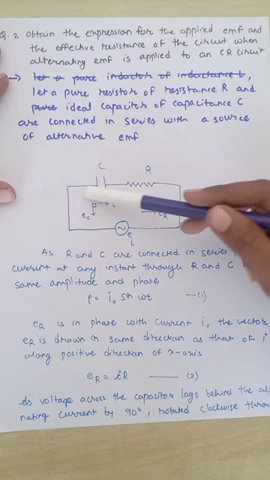 Q.2 Obtain the expression for the applied emf and
the effective resistance of the circuit when
alternating emf is applied to an CR circuit
→ let a pure inductor of inductance L,
let a pure resistor of resistance R and
pure ideal capacitor of capacitance C
are connected in series with a source
of alternative emf
C
R
e
i
As R and C are connected in series,
current at any instant through R and C
same amplitude and phase
i = i₀ sin ωt —(1)
eR is in phase with current i, the vector
eR is drawn in same direction as that of i
along positive direction of x-axis
eR = iR —(2)
As voltage across the capacitor lags behind the
nating current by 90°, rotated clockwise